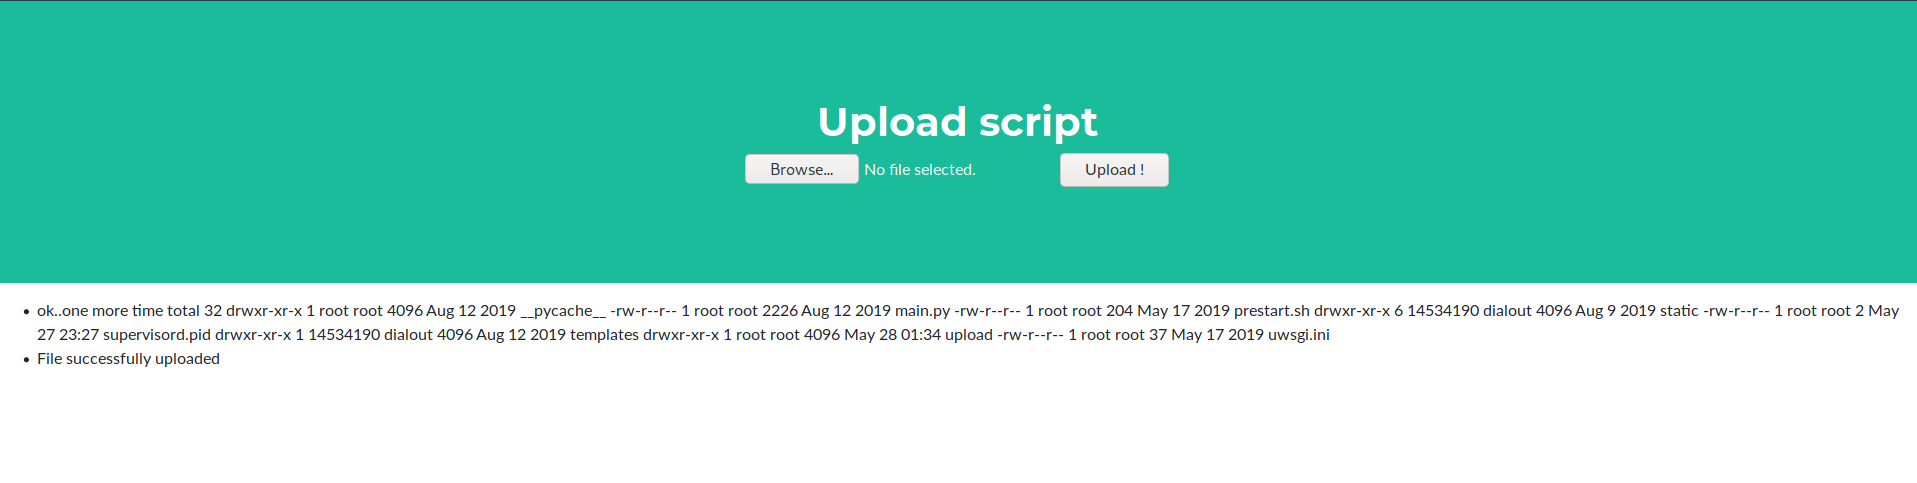 Upload script
Browse... No file selected. Upload !
ok..one more time total 32 drwxr-xr-x 1 root root 4096 Aug 12 2019 __pycache__ -rw-r--r-- 1 root root 2226 Aug 12 2019 main.py -rw-r--r-- 1 root root 204 May 17 2019 prestart.sh drwxr-xr-x 6 14534190 dialout 4096 Aug 9 2019 static -rw-r--r-- 1 root root 2 May
27 23:27 supervisord.pid drwxr-xr-x 1 14534190 dialout 4096 Aug 12 2019 templates drwxr-xr-x 1 root root 4096 May 28 01:34 upload -rw-r--r-- 1 root root 37 May 17 2019 uwsgi.ini
File successfully uploaded